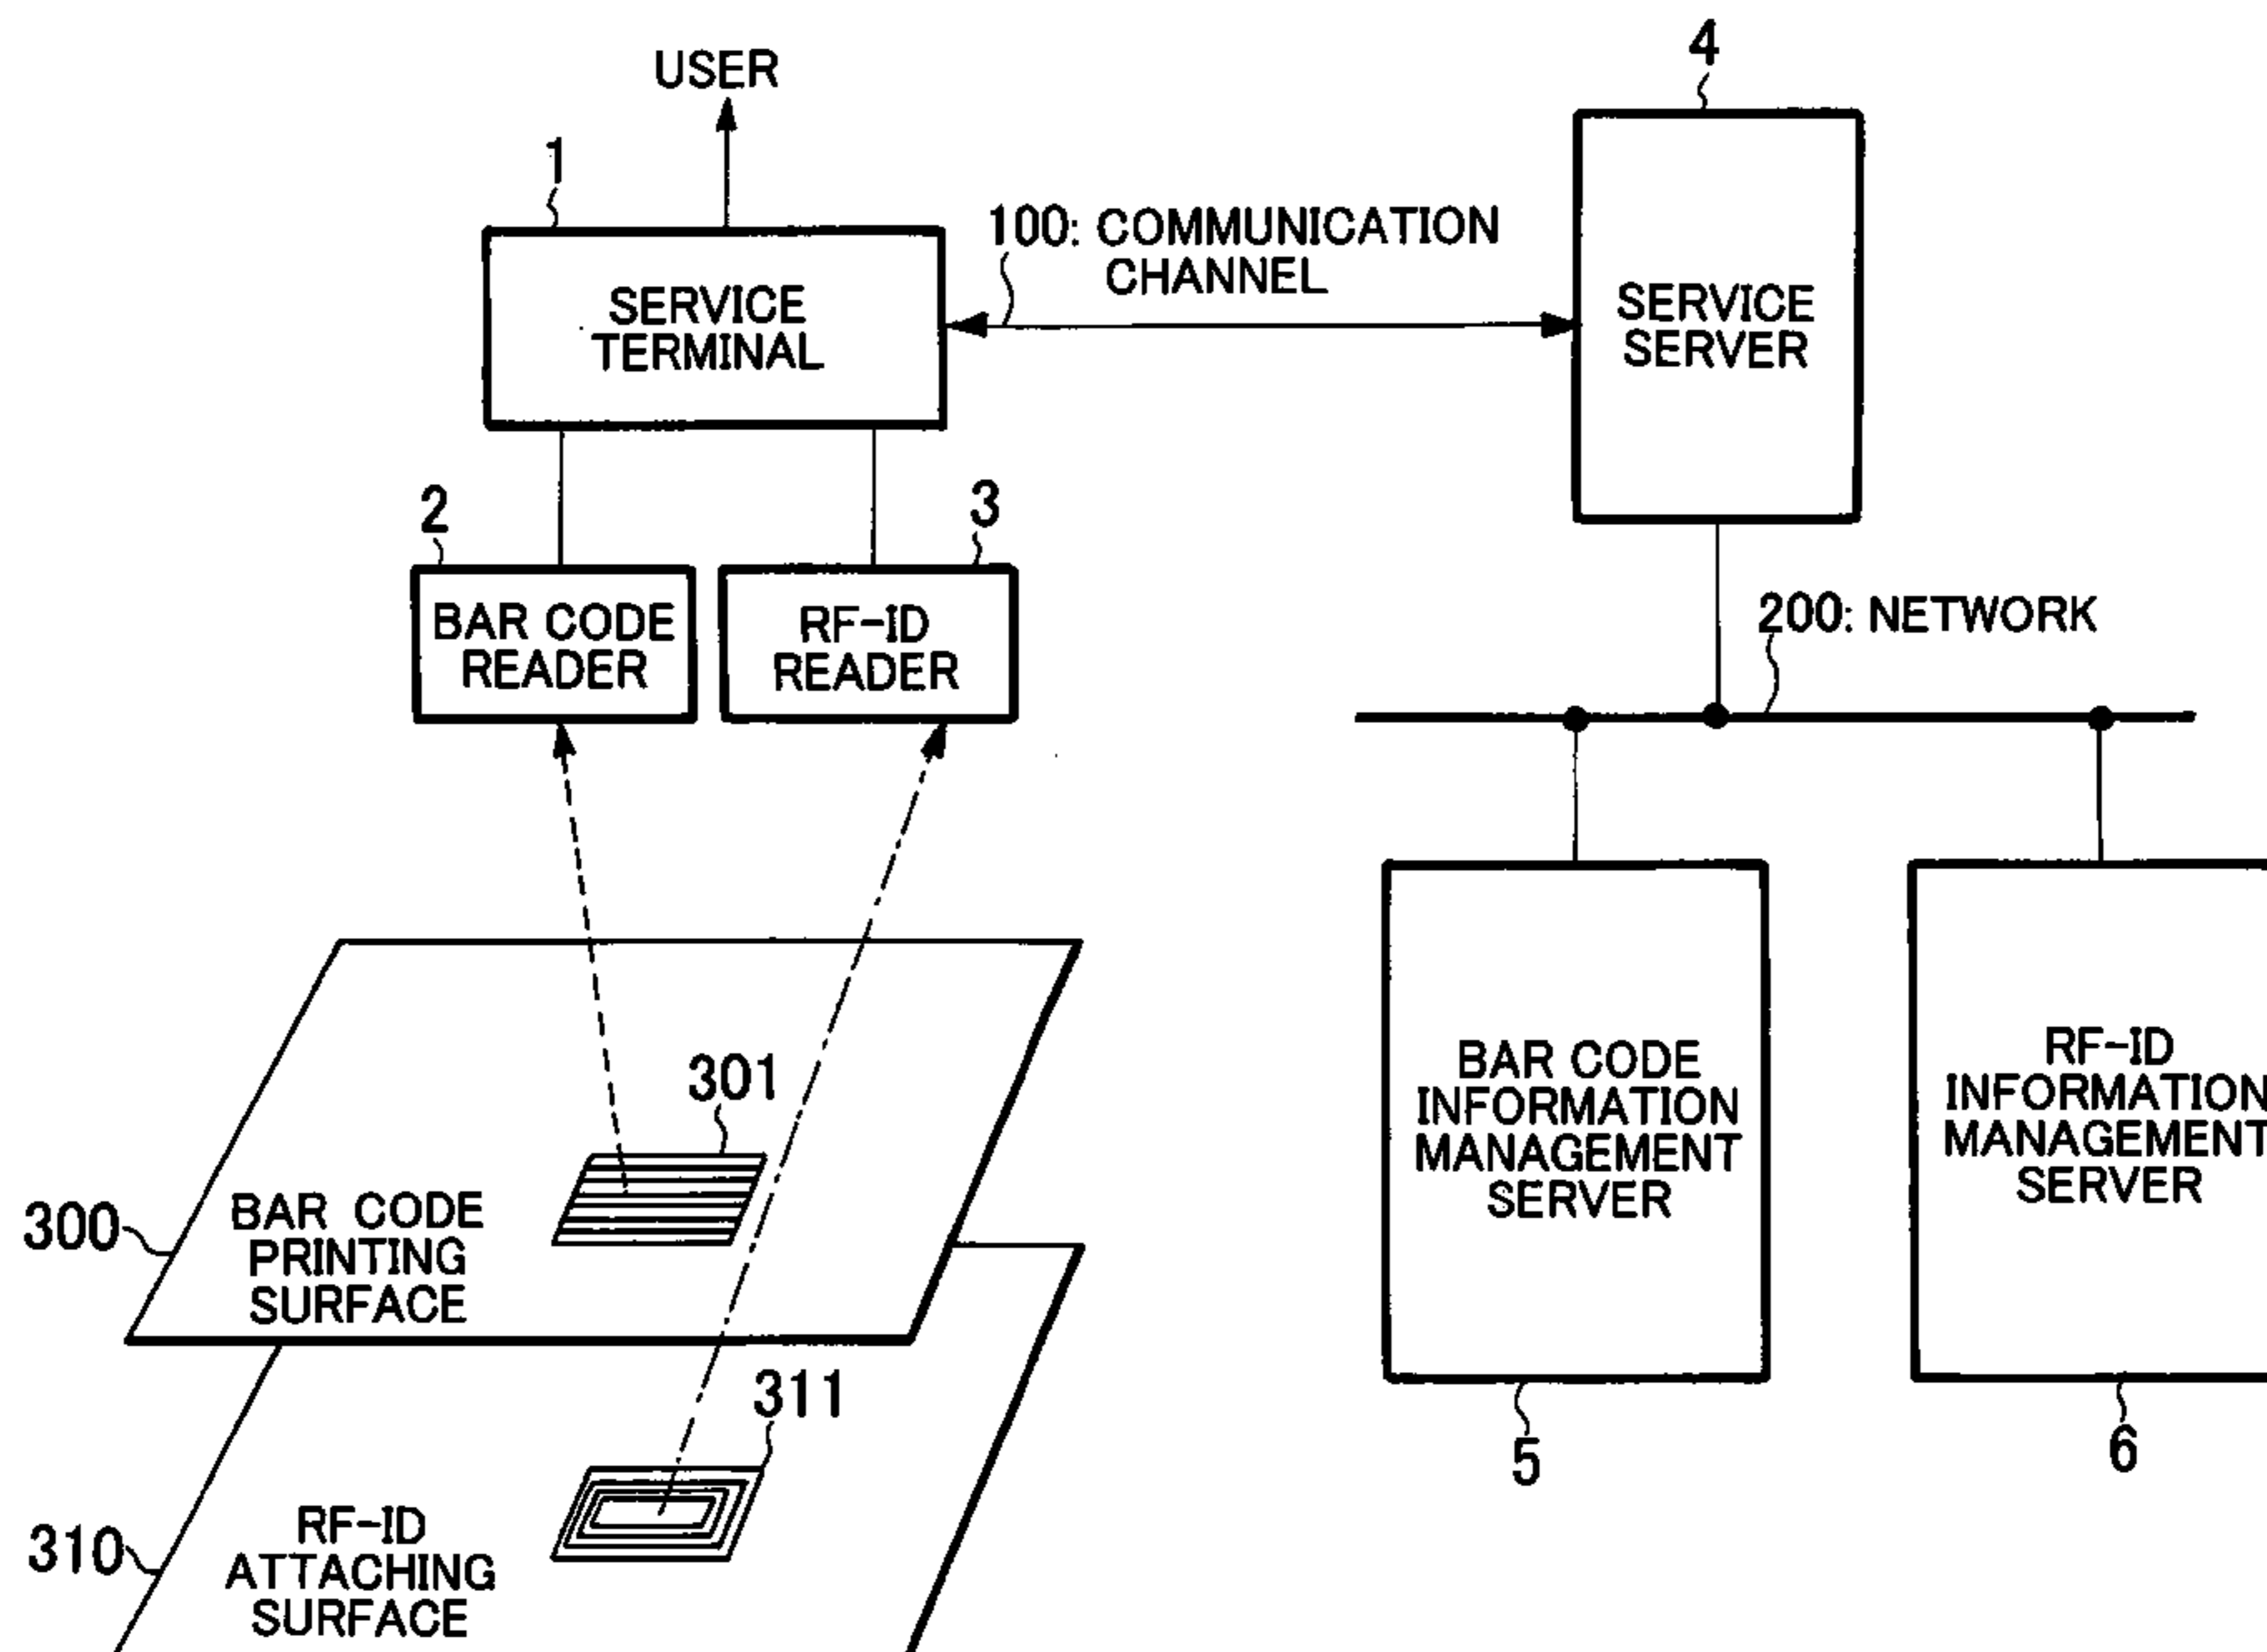 USER
4
1
100: COMMUNICATION
CHANNEL
SERVICE
TERMINAL
SERVICE
SERVER
2
3
BAR CODE
READER
RF-ID
READER
200: NETWORK
301
BAR CODE
INFORMATION
MANAGEMENT
SERVER
RF-ID
INFORMATION
MANAGEMENT
SERVER
300
BAR CODE
PRINTING
SURFACE
311
5
6
310
RF-ID
ATTACHING
SURFACE